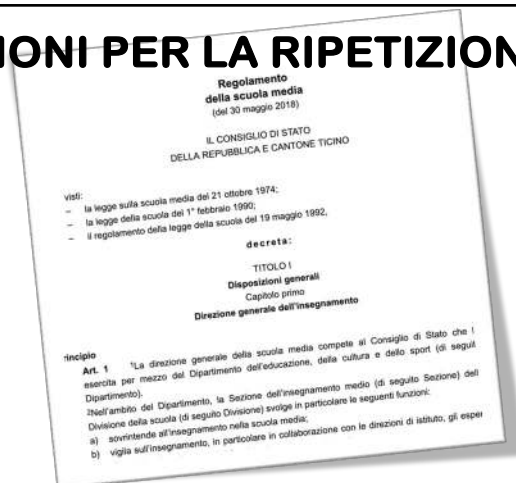 IONI PER LA RIPETIZION
Regolamento
della scuola media
(del 30 maggio 2018)
IL CONSIGLIO DI STATO
DELLA REPUBBLICA E CANTONE TICINO
visti:
– la legge sulla scuola media del 21 ottobre 1974;
– la legge della scuola del 1° febbraio 1990;
– il regolamento della legge della scuola del 19 maggio 1992,
decreta:
TITOLO I
Disposizioni generali
Capitolo primo
Direzione generale dell'insegnamento
rincipio
Art. 1 ¹La direzione generale della scuola media compete al Consiglio di Stato che l
esercita per mezzo del Dipartimento dell'educazione, della cultura e dello sport (di seguit
Dipartimento).
²Nell'ambito del Dipartimento, la Sezione dell'insegnamento medio (di seguito Sezione) dell
Divisione della scuola (di seguito Divisione) svolge in particolare le seguenti funzioni:
a) sovrintende all'insegnamento nella scuola media;
b) vigila sull'insegnamento, in particolare in collaborazione con le direzioni di istituto, gli esper